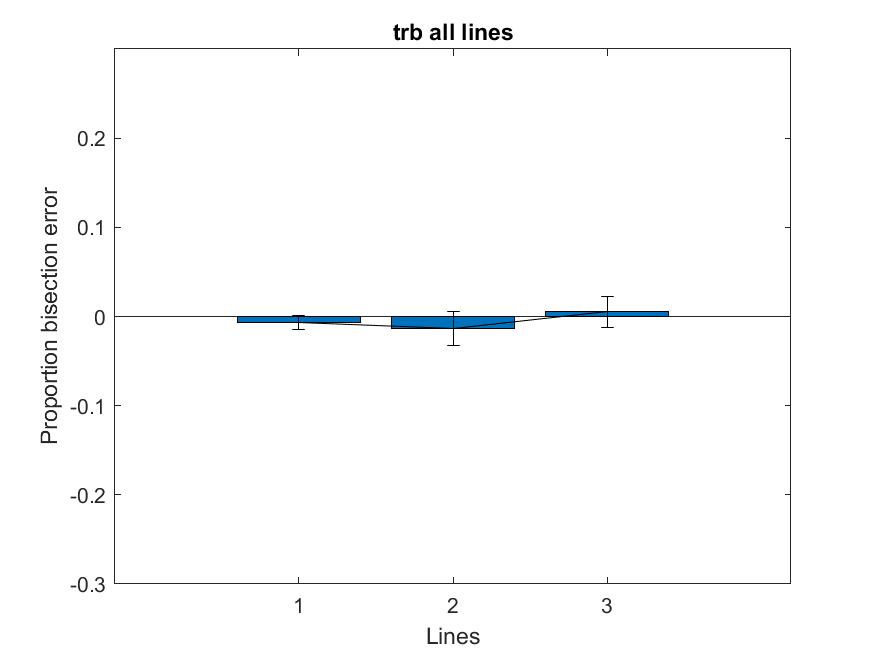 trb all lines
Proportion bisection error
0.2
0.1
0
-0.1
-0.2
-0.3
1 2 3
Lines